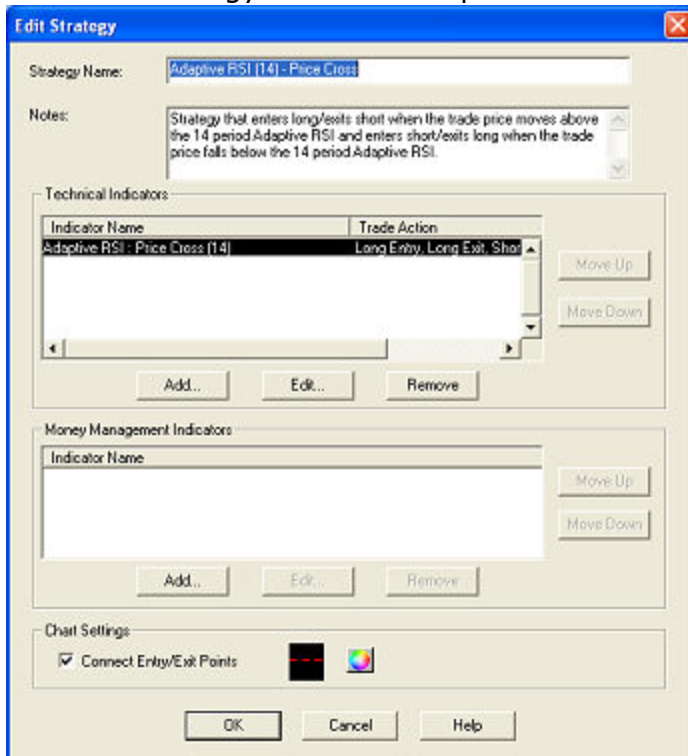 Edit Strategy
Strategy Name: Adaptive RSI (14) - Price Cross
Notes: Strategy that enters long/exits short when the trade price moves above
the 14 period Adaptive RSI and enters short/exits long when the trade
price falls below the 14 period Adaptive RSI.
Technical Indicators
Indicator Name Trade Action
Adaptive RSI : Price Cross (14) Long Entry, Long Exit, Shor
Move Up
Move Down
Add... Edit... Remove
Money Management Indicators
Indicator Name
Move Up
Move Down
Add... Edit... Remove
Chart Settings
Connect Entry/Exit Points
OK Cancel Help